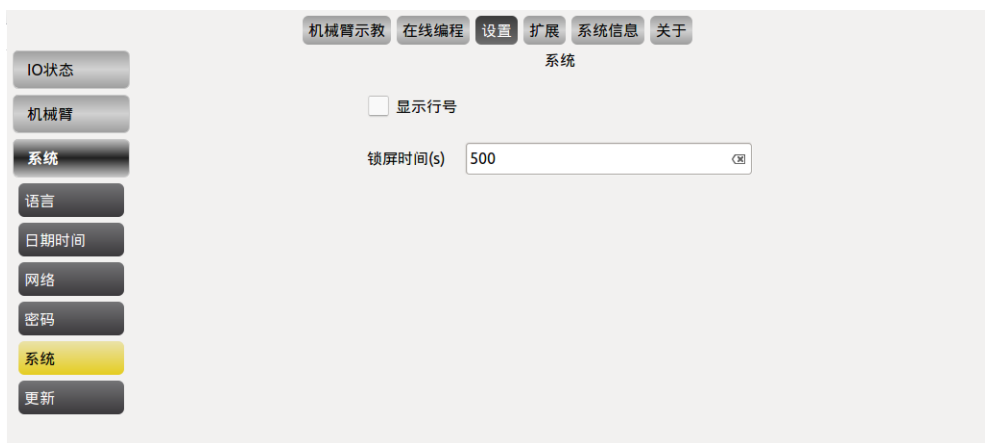 机械臂示教 在线编程 设置 扩展 系统信息 关于
系统
IO状态
机械臂
系统
语言
日期时间
网络
密码
系统
更新
显示行号
锁屏时间(s) 500